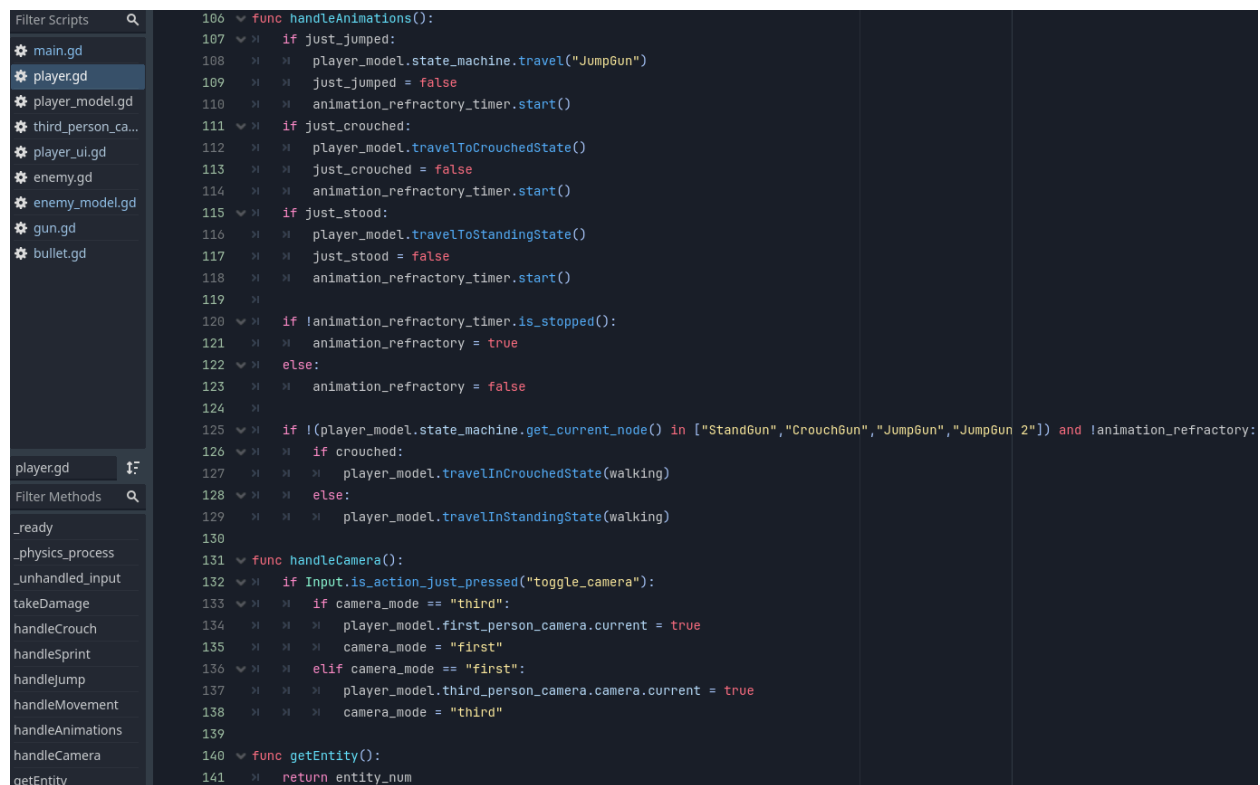 Filter Scripts
main.gd
player.gd
player_model.gd
third_person_ca...
player_ui.gd
enemy.gd
enemy_model.gd
gun.gd
bullet.gd
player.gd
Filter Methods
_ready
_physics_process
_unhandled_input
takeDamage
handleCrouch
handleSprint
handleJump
handleMovement
handleAnimations
handleCamera
getEntity
106 func handleAnimations():
107 if just_jumped:
108 player_model.state_machine.travel("JumpGun")
109 just_jumped = false
110 animation_refractory_timer.start()
111 if just_crouched:
112 player_model.travelToCrouchedState()
113 just_crouched = false
114 animation_refractory_timer.start()
115 if just_stood:
116 player_model.travelToStandingState()
117 just_stood = false
118 animation_refractory_timer.start()
119
120 if !animation_refractory_timer.is_stopped():
121 animation_refractory = true
122 else:
123 animation_refractory = false
124
125 if !(player_model.state_machine.get_current_node() in ["StandGun","CrouchGun","JumpGun","JumpGun 2"]) and !animation_refractory:
126 if crouched:
127 player_model.travelInCrouchedState(walking)
128 else:
129 player_model.travelInStandingState(walking)
130
131 func handleCamera():
132 if Input.is_action_just_pressed("toggle_camera"):
133 if camera_mode == "third":
134 player_model.first_person_camera.current = true
135 camera_mode = "first"
136 elif camera_mode == "first":
137 player_model.third_person_camera.camera.current = true
138 camera_mode = "third"
139
140 func getEntity():
141 return entity_num